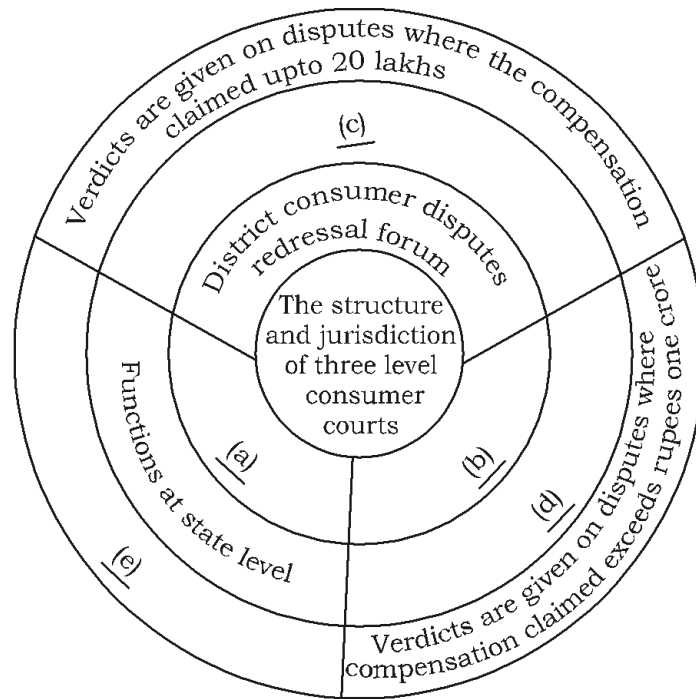 Verdicts are given on disputes where the compensation
claimed upto 20 lakhs
(c)
District consumer disputes
redressal forum
The structure
and jurisdiction
of three level
consumer
courts
(a)
(b)
Functions at state level
(d)
(e)
Verdicts are given on disputes where
compensation claimed exceeds rupees one crore